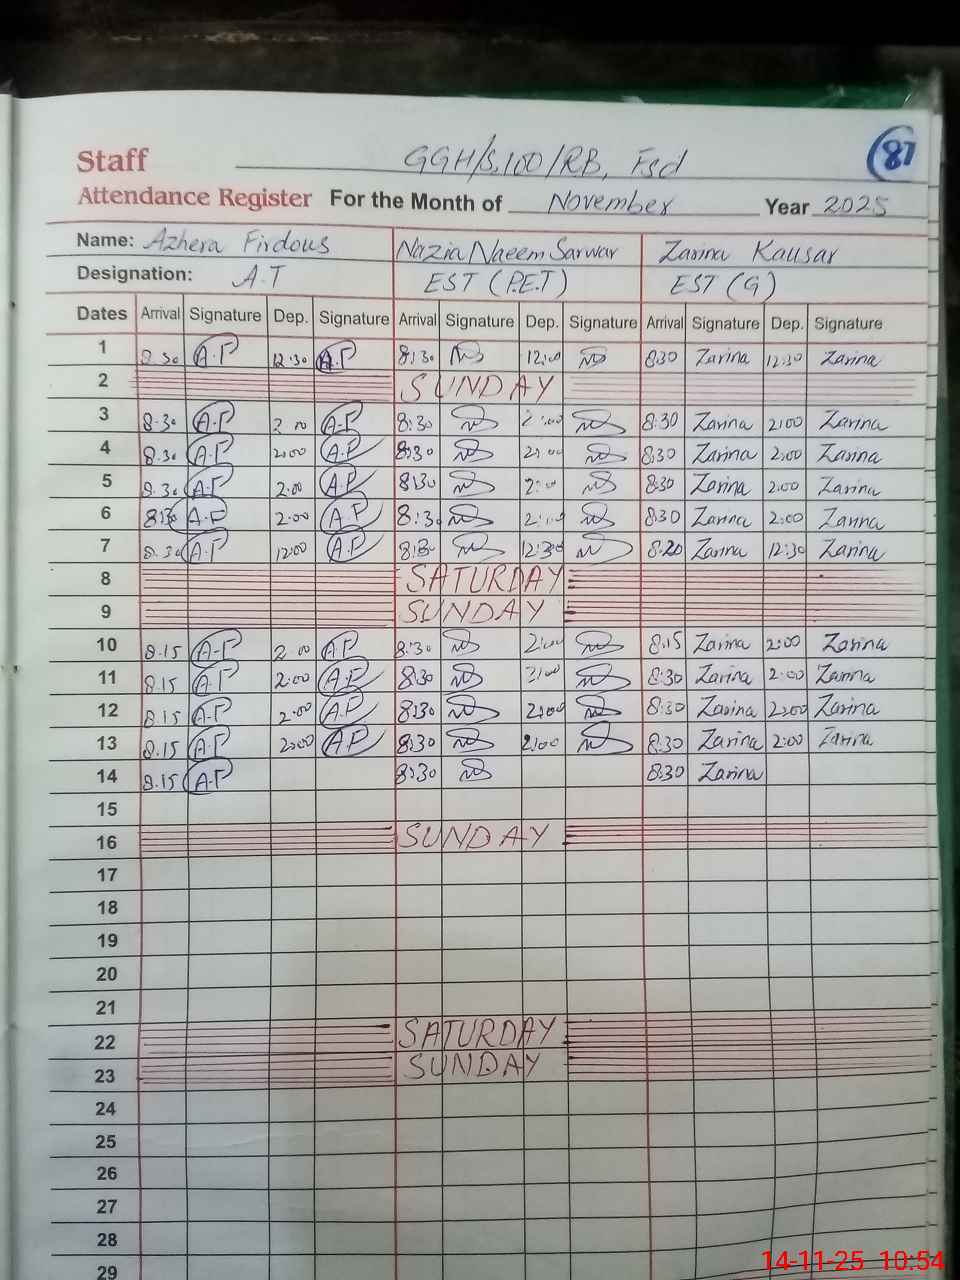 Staff GGH/S, 100/RB, Fsd 87
Attendance Register For the Month of November Year 2025
Name: Azhera Firdous Nazia Naeem Sarwar Zarina Kausar
Designation: A.T EST (P.E.T) EST (G)
Dates Arrival Signature Dep. Signature Arrival Signature Dep. Signature Arrival Signature Dep. Signature
1 8.30 A.F 12.30 A.F 8:30 12:00 8:30 Zarina 12:30 Zarina
2 SUNDAY
3 8.30 A.F 2.00 A.F 8:30 2:00 8:30 Zarina 2:00 Zarina
4 8.30 A.F 2:00 A.F 8:30 2:00 8:30 Zarina 2:00 Zarina
5 8.30 A.F 2.00 A.F 8:30 2:00 8:30 Zarina 2:00 Zarina
6 8:30 A.F 2.00 A.F 8:30 2:00 8:30 Zarina 2:00 Zarina
7 8.30 A.F 12:00 A.F 8:30 12:30 8:20 Zarina 12:30 Zarina
8 SATURDAY
9 SUNDAY
10 8.15 A.F 2.00 A.F 8:30 2:00 8:15 Zarina 2:00 Zarina
11 8.15 A.F 2.00 A.F 8:30 2:00 8:30 Zarina 2:00 Zarina
12 8.15 A.F 2.00 A.F 8:30 2:00 8:30 Zarina 2:00 Zarina
13 8.15 A.F 2:00 A.F 8:30 2:00 8:30 Zarina 2:00 Zarina
14 8.15 A.F 8:30 8:30 Zarina
15
16 SUNDAY
17
18
19
20
21
22 SATURDAY
23 SUNDAY
24
25
26
27
28
29
14-11-25 10:54